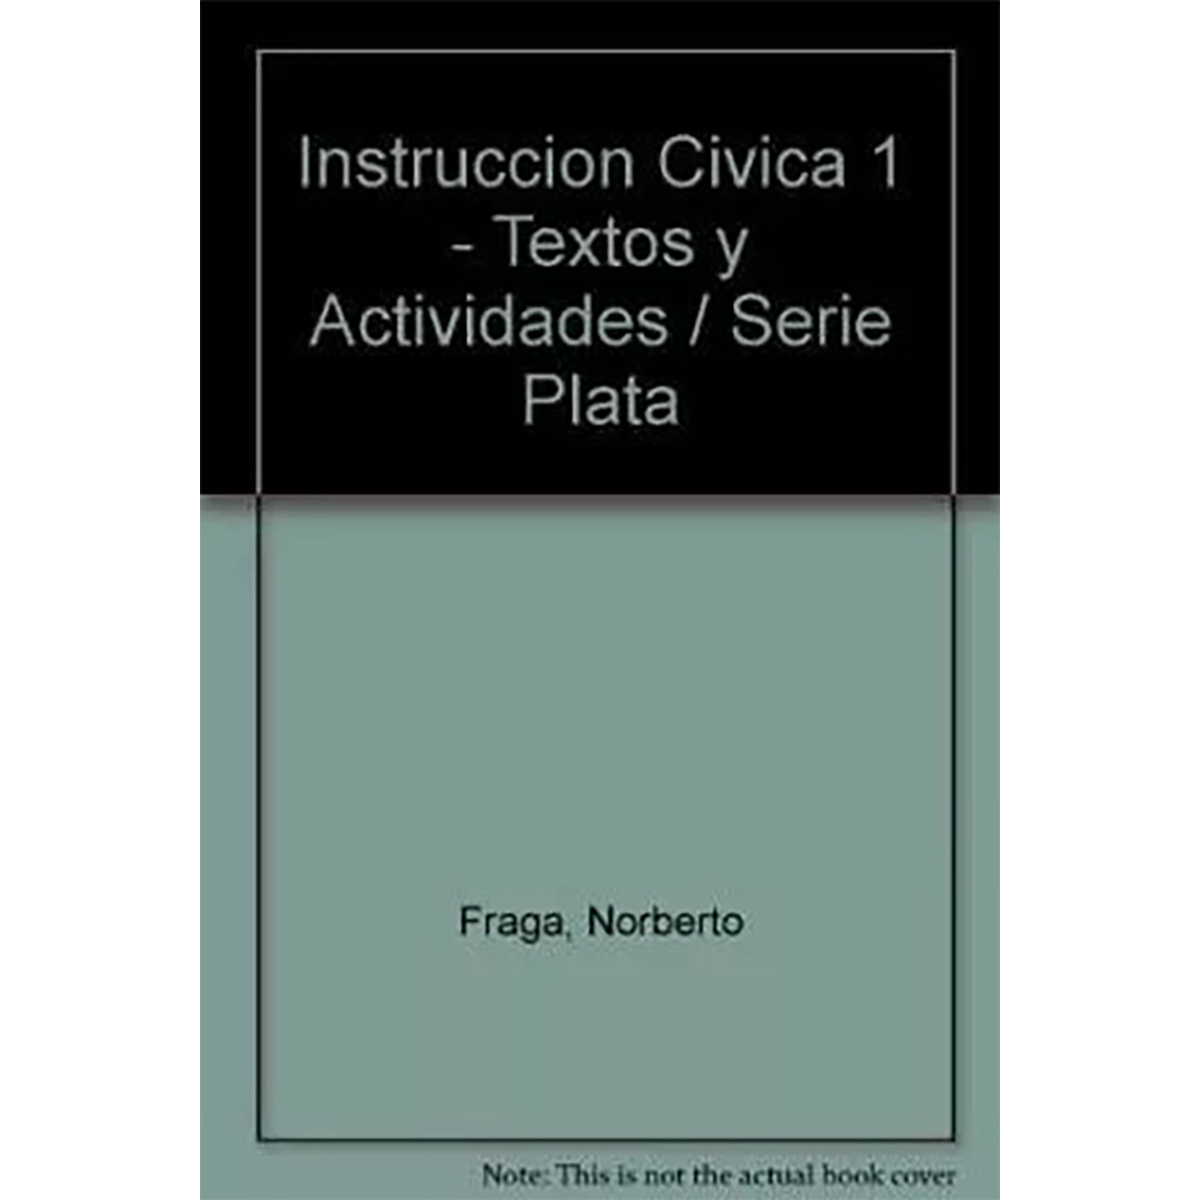 Instruccion Civica 1
- Textos y
Actividades / Serie
Plata
Fraga, Norberto
Note: This is not the actual book cover